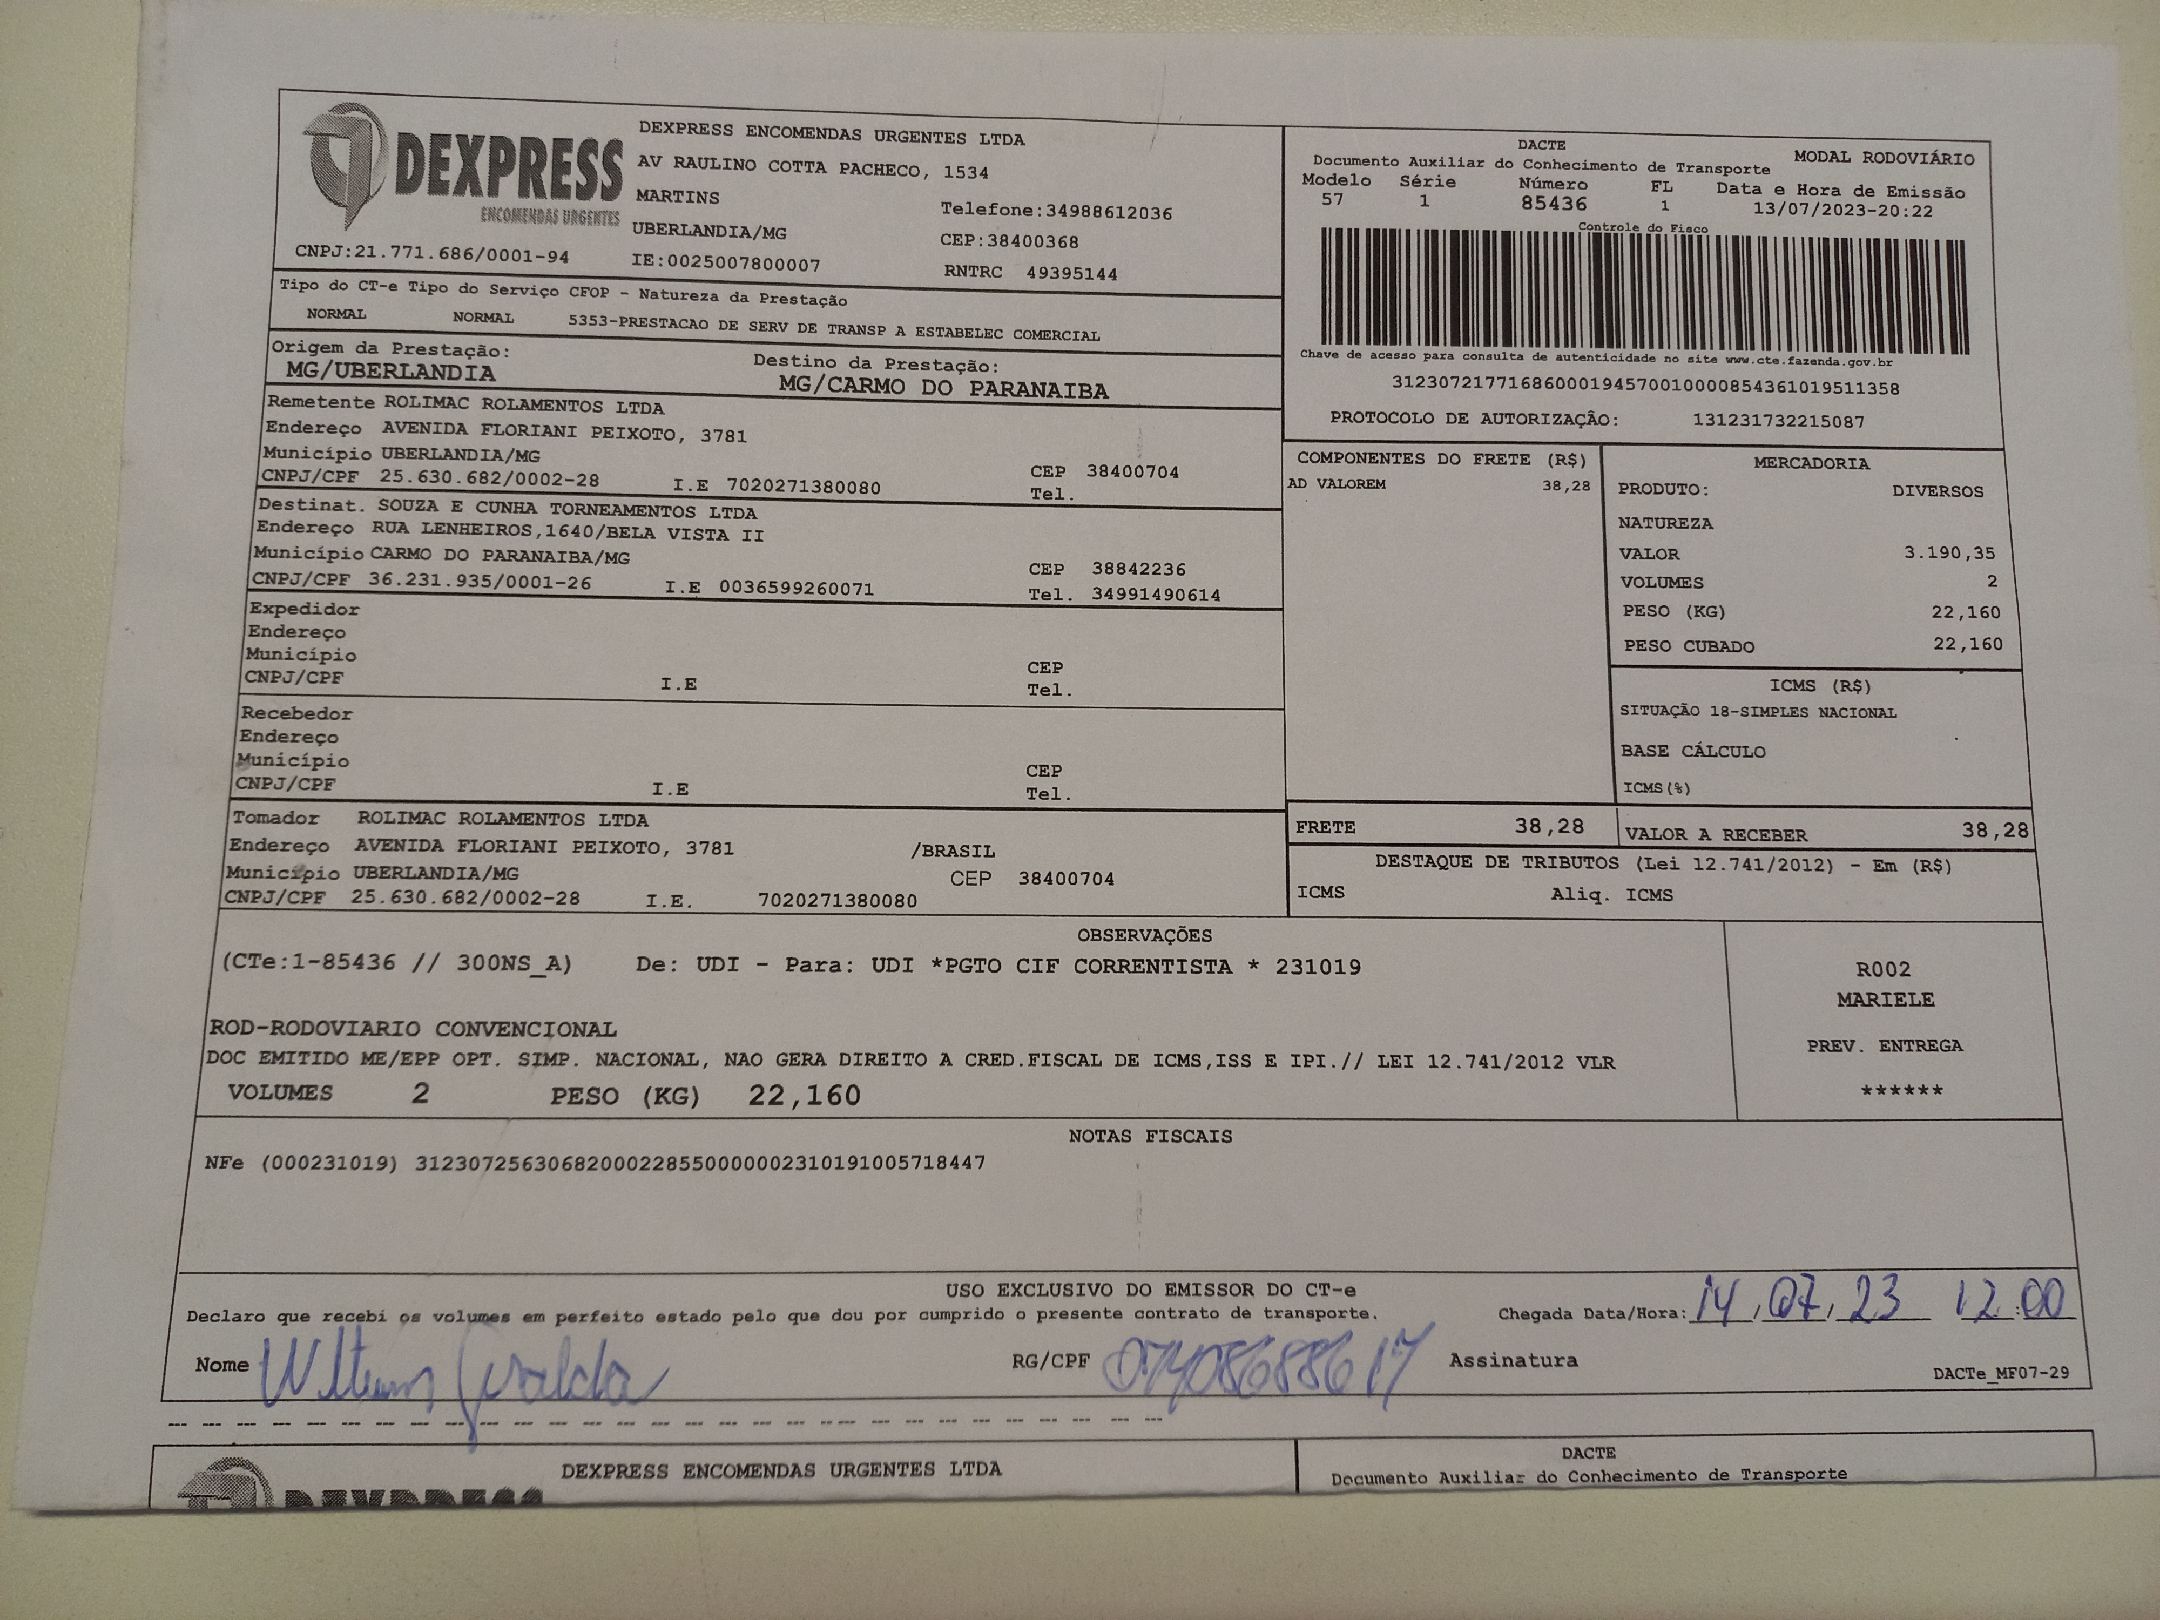 DEXPRESS
ENCOMENDAS URGENTES
CNPJ:21.771.686/0001-94
DEXPRESS ENCOMENDAS URGENTES LTDA
AV RAULINO COTTA PACHECO, 1534
MARTINS
Telefone:34988612036
UBERLANDIA/MG
CEP:38400368
IE:0025007800007
RNTRC 49395144
DACTE
Documento Auxiliar do Conhecimento de Transporte
MODAL RODOVIÁRIO
Modelo Série Número FL Data e Hora de Emissão
57 1 85436 1 13/07/2023-20:22
Controle do Fisco
Chave de acesso para consulta de autenticidade no site www.cte.fazenda.gov.br
31230721771686000194570010000854361019511358
PROTOCOLO DE AUTORIZAÇÃO: 131231732215087
Tipo do CT-e Tipo do Serviço CFOP - Natureza da Prestação
NORMAL NORMAL 5353-PRESTACAO DE SERV DE TRANSP A ESTABELEC COMERCIAL
Origem da Prestação: Destino da Prestação:
MG/UBERLANDIA MG/CARMO DO PARANAIBA
Remetente ROLIMAC ROLAMENTOS LTDA
Endereço AVENIDA FLORIANI PEIXOTO, 3781
Município UBERLANDIA/MG CEP 38400704
CNPJ/CPF 25.630.682/0002-28 I.E 7020271380080 Tel.
Destinat. SOUZA E CUNHA TORNEAMENTOS LTDA
Endereço RUA LENHEIROS,1640/BELA VISTA II
Município CARMO DO PARANAIBA/MG CEP 38842236
CNPJ/CPF 36.231.935/0001-26 I.E 0036599260071 Tel. 34991490614
Expedidor
Endereço
Município CEP
CNPJ/CPF I.E Tel.
Recebedor
Endereço
Município CEP
CNPJ/CPF I.E Tel.
Tomador ROLIMAC ROLAMENTOS LTDA
Endereço AVENIDA FLORIANI PEIXOTO, 3781 /BRASIL
Município UBERLANDIA/MG CEP 38400704
CNPJ/CPF 25.630.682/0002-28 I.E. 7020271380080
COMPONENTES DO FRETE (R$)
AD VALOREM 38,28
MERCADORIA
PRODUTO: DIVERSOS
NATUREZA
VALOR 3.190,35
VOLUMES 2
PESO (KG) 22,160
PESO CUBADO 22,160
ICMS (R$)
SITUAÇÃO 18-SIMPLES NACIONAL
BASE CÁLCULO
ICMS(%)
FRETE 38,28 VALOR A RECEBER 38,28
DESTAQUE DE TRIBUTOS (Lei 12.741/2012) - Em (R$)
ICMS Aliq. ICMS
OBSERVAÇÕES
(CTe:1-85436 // 300NS_A) De: UDI - Para: UDI *PGTO CIF CORRENTISTA * 231019
ROD-RODOVIARIO CONVENCIONAL
DOC EMITIDO ME/EPP OPT. SIMP. NACIONAL, NAO GERA DIREITO A CRED.FISCAL DE ICMS,ISS E IPI.// LEI 12.741/2012 VLR
VOLUMES 2 PESO (KG) 22,160
R002
MARIELE
PREV. ENTREGA
******
NOTAS FISCAIS
NFe (000231019) 31230725630682000228550000002310191005718447
USO EXCLUSIVO DO EMISSOR DO CT-e
Declaro que recebi os volumes em perfeito estado pelo que dou por cumprido o presente contrato de transporte.
Chegada Data/Hora: 14,07,23 12:00
Nome RG/CPF 07408688617 Assinatura
DACTe_MF07-29
DEXPRESS ENCOMENDAS URGENTES LTDA
DACTE
Documento Auxiliar do Conhecimento de Transporte